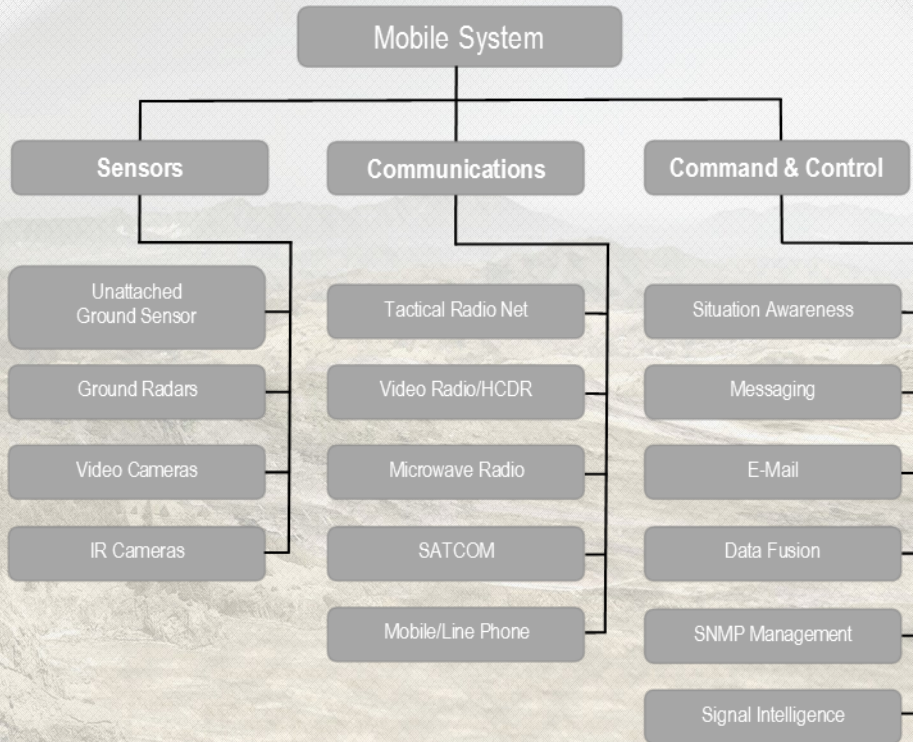 Mobile System
Sensors
Communications
Command & Control
Unattached
Ground Sensor
Ground Radars
Video Cameras
IR Cameras
Tactical Radio Net
Video Radio/HCDR
Microwave Radio
SATCOM
Mobile/Line Phone
Situation Awareness
Messaging
E-Mail
Data Fusion
SNMP Management
Signal Intelligence